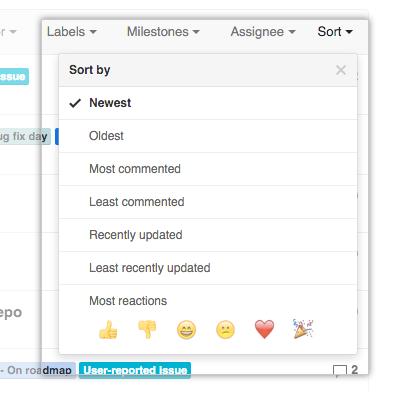 Labels Milestones Assignee Sort
Sort by
ssue
Newest
ug fix day
Oldest
Most commented
Least commented
Recently updated
Least recently updated
Most reactions
epo
- On roadmap User-reported issue 2